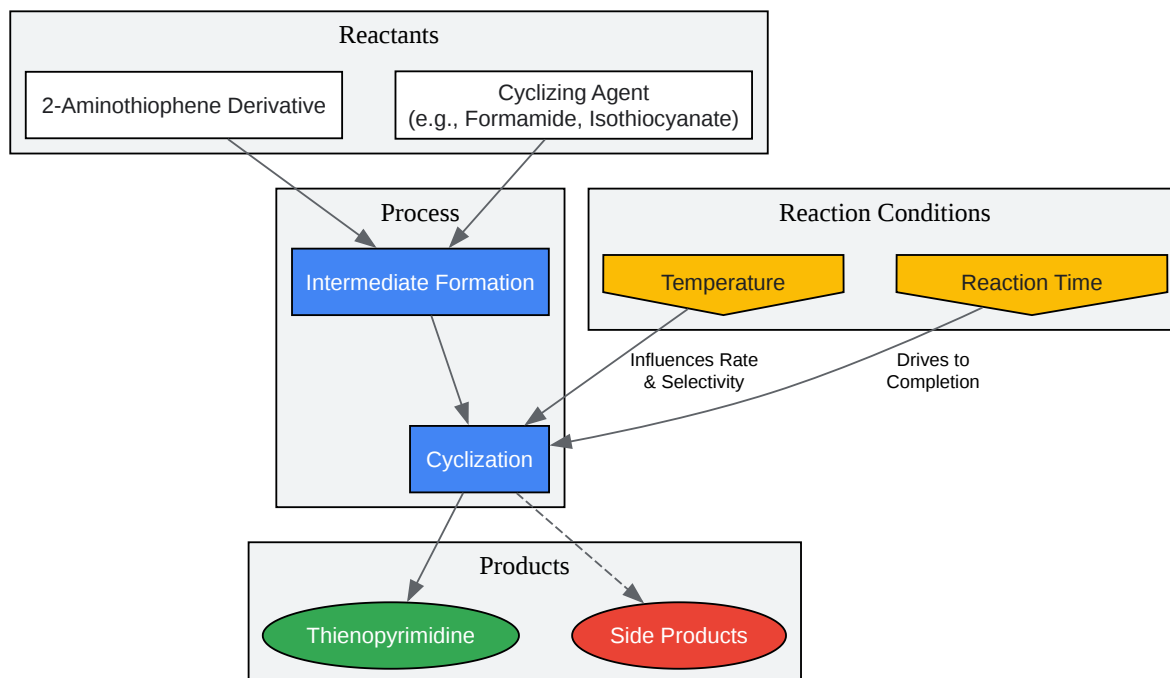 Reactants
2-Aminothiophene Derivative
Cyclizing Agent
(e.g., Formamide, Isothiocyanate)
Process
Reaction Conditions
Intermediate Formation
Temperature
Reaction Time
Influences Rate
& Selectivity
Drives to
Completion
Cyclization
Products
Thienopyrimidine
Side Products